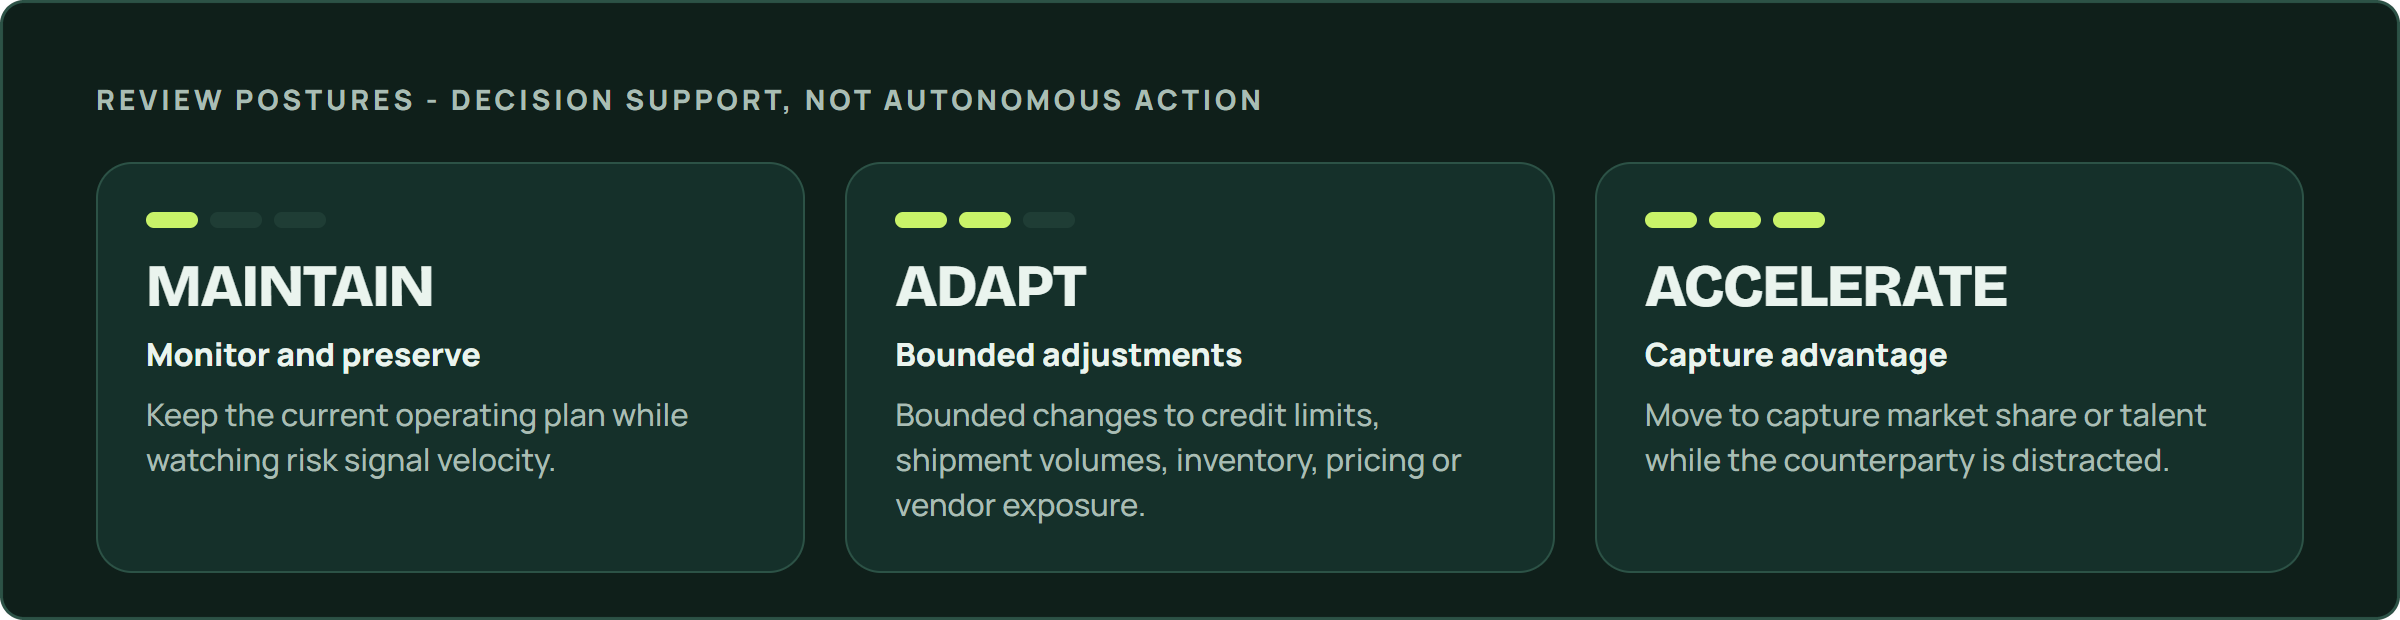 REVIEW POSTURES - DECISION SUPPORT, NOT AUTONOMOUS ACTION
MAINTAIN
Monitor and preserve
Keep the current operating plan while
watching risk signal velocity.
ADAPT
Bounded adjustments
Bounded changes to credit limits,
shipment volumes, inventory, pricing or
vendor exposure.
ACCELERATE
Capture advantage
Move to capture market share or talent
while the counterparty is distracted.